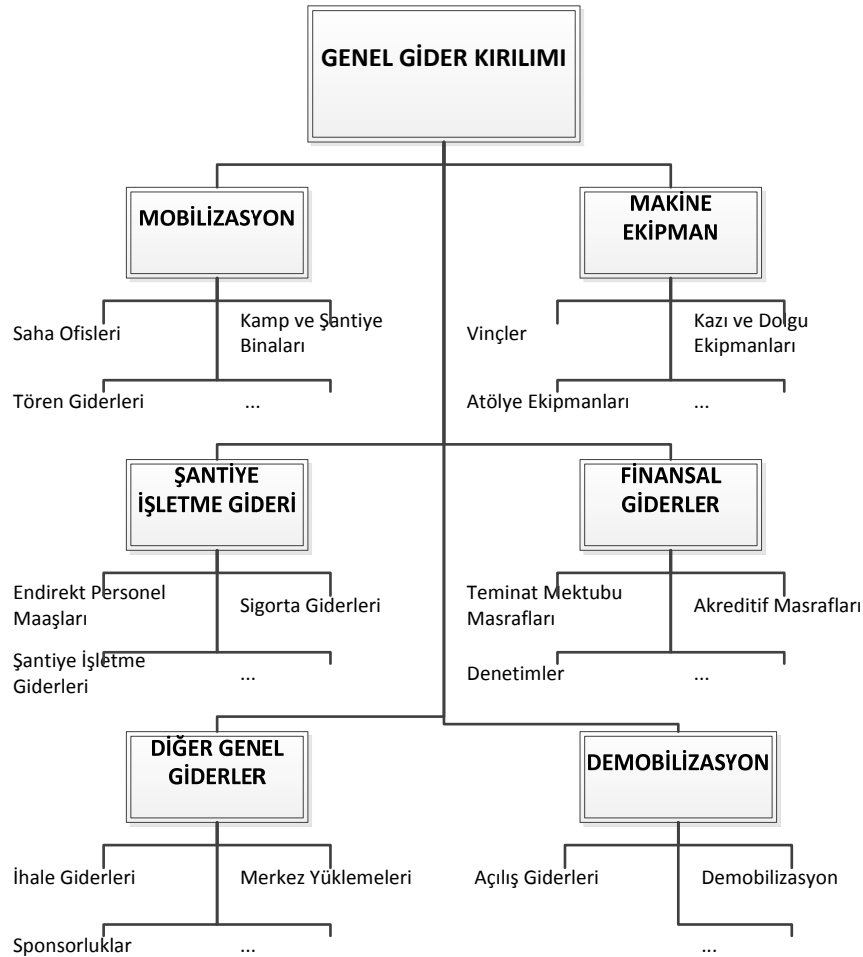 GENEL GİDER KIRILIMI
MOBİLİZASYON
MAKİNE
EKİPMAN
Saha Ofisleri
Kamp ve Şantiye
Binaları
Vinçler
Kazı ve Dolgu
Ekipmanları
Tören Giderleri
...
Atölye Ekipmanları
...
ŞANTİYE
İŞLETME GİDERİ
FİNANSAL
GİDERLER
Endirekt Personel
Maaşları
Sigorta Giderleri
Teminat Mektubu
Masrafları
Akreditif Masrafları
Şantiye İşletme
Giderleri
...
Denetimler
...
DİĞER GENEL
GİDERLER
DEMOBİLİZASYON
İhale Giderleri
Merkez Yüklemeleri
Açılış Giderleri
Demobilizasyon
Sponsorluklar
...
...